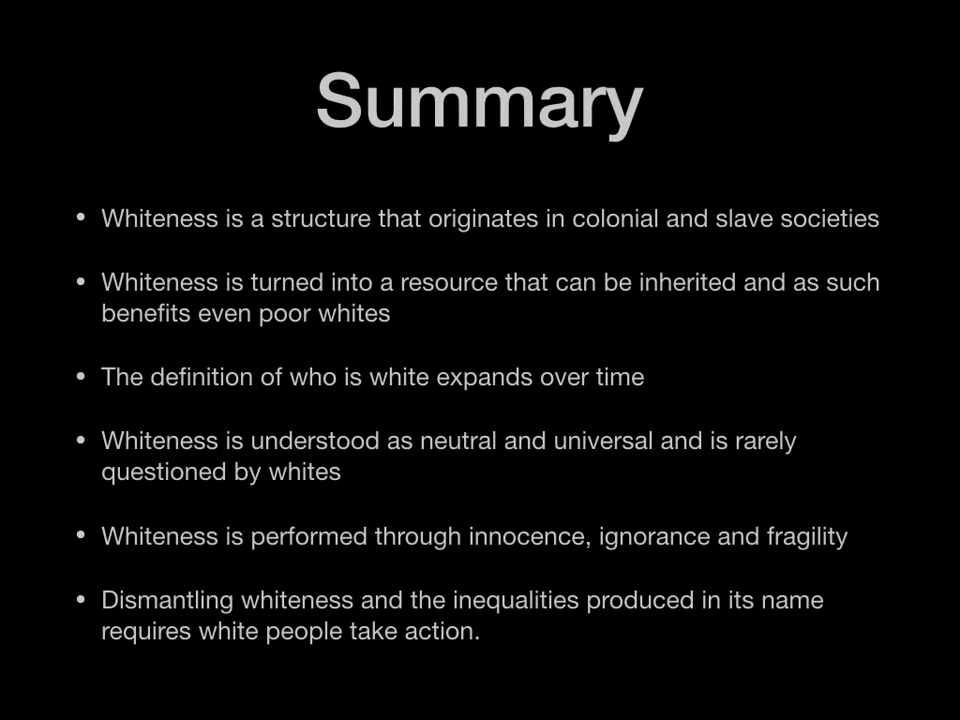 Summary
• Whiteness is a structure that originates in colonial and slave societies
• Whiteness is turned into a resource that can be inherited and as such
benefits even poor whites
• The definition of who is white expands over time
• Whiteness is understood as neutral and universal and is rarely
questioned by whites
• Whiteness is performed through innocence, ignorance and fragility
• Dismantling whiteness and the inequalities produced in its name
requires white people take action.